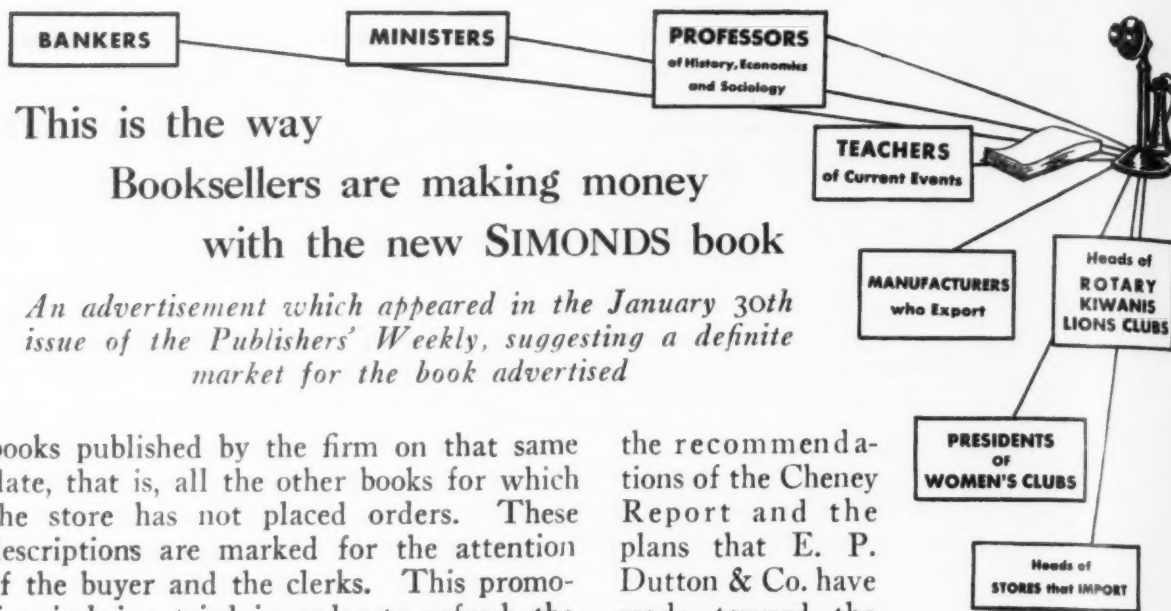 BANKERS
MINISTERS
PROFESSORS
of History, Economics
and Sociology
This is the way
Booksellers are making money
with the new SIMONDS book
TEACHERS
of Current Events
MANUFACTURERS
who Export
Heads of
ROTARY
KIWANIS
LIONS CLUBS
An advertisement which appeared in the January 30th
issue of the Publishers' Weekly, suggesting a definite
market for the book advertised
PRESIDENTS
OF
WOMEN'S CLUBS
Heads of
STORES that IMPORT
books published by the firm on that same
date, that is, all the other books for which
the store has not placed orders. These
descriptions are marked for the attention
of the buyer and the clerks. This promo-
the recommenda-
tions of the Cheney
Report and the
plans that E. P.
Dutton & Co. have